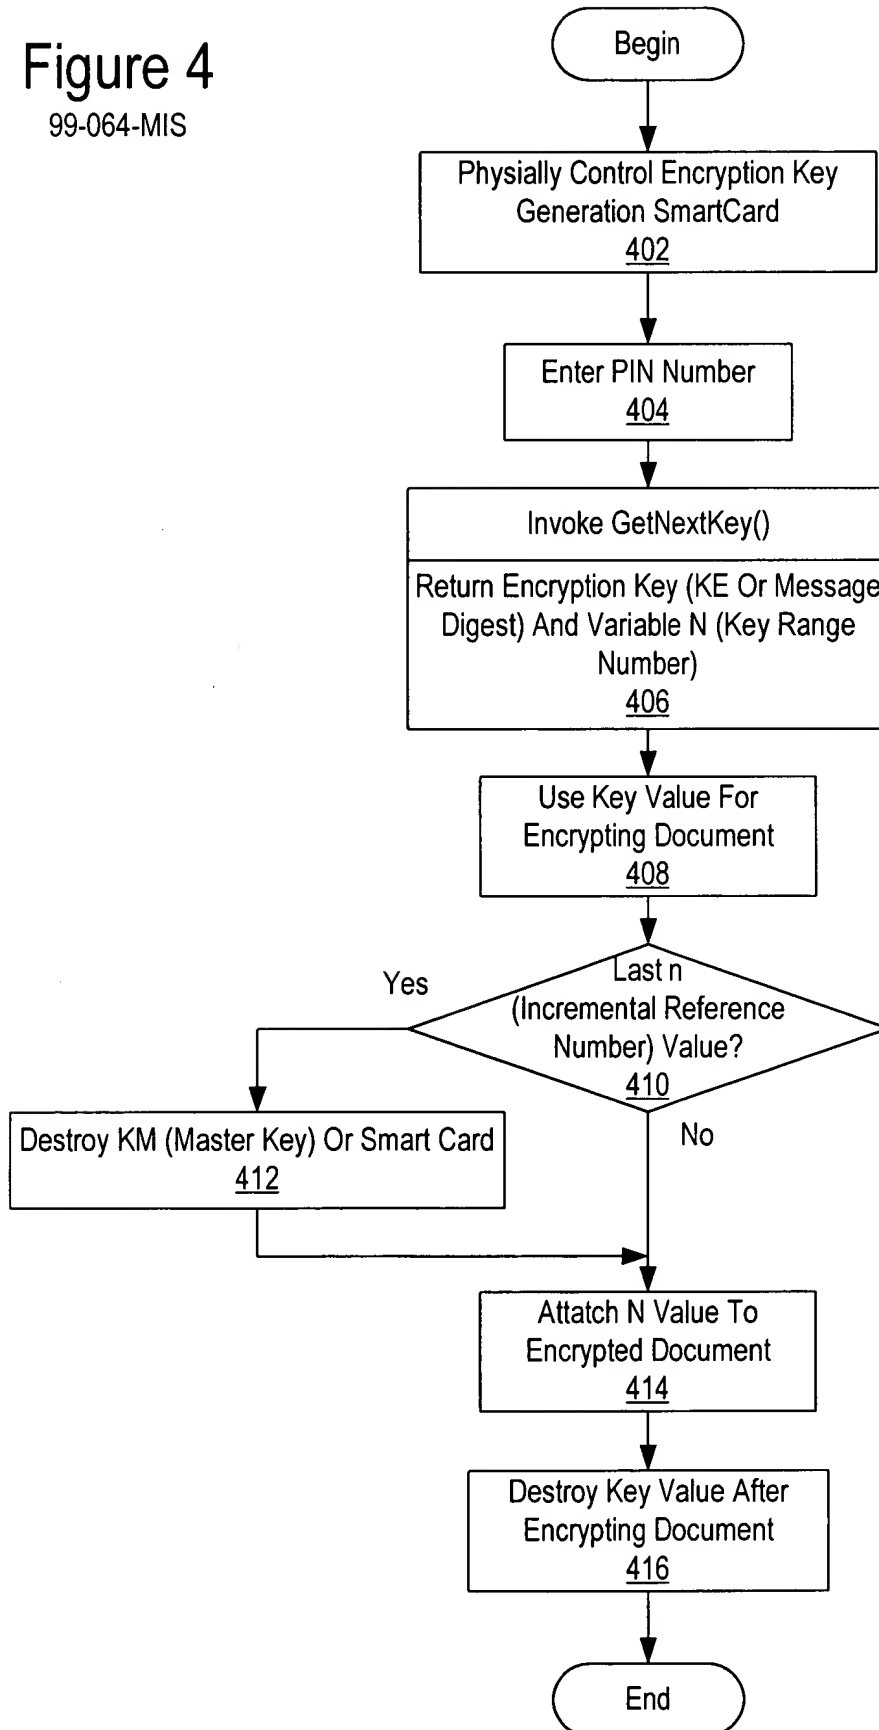 Figure 4
99-064-MIS
Begin
Physially Control Encryption Key
Generation SmartCard
402
Enter PIN Number
404
Invoke GetNextKey()
Return Encryption Key (KE Or Message
Digest) And Variable N (Key Range
Number)
406
Use Key Value For
Encrypting Document
408
Last n
(Incremental Reference
Number) Value?
410
Yes
No
Destroy KM (Master Key) Or Smart Card
412
Attatch N Value To
Encrypted Document
414
Destroy Key Value After
Encrypting Document
416
End